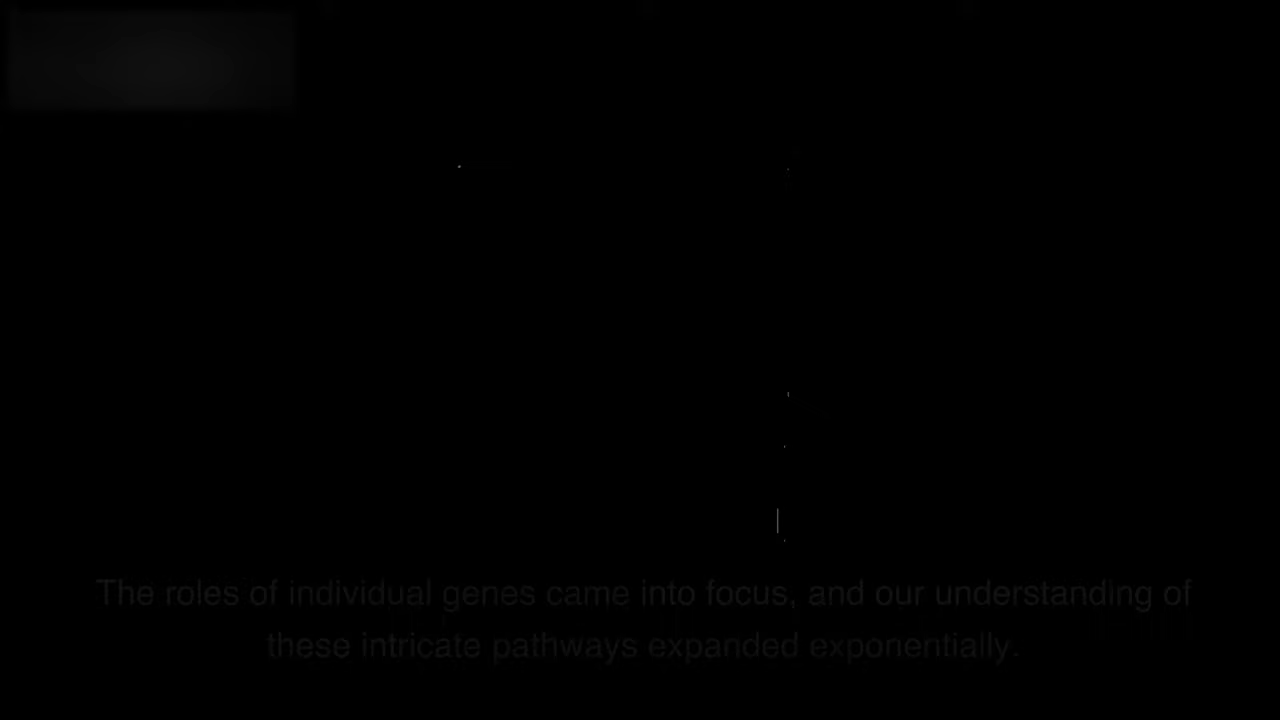 The roles of individual genes came into focus, and our understanding of
these intricate pathways expanded exponentially.